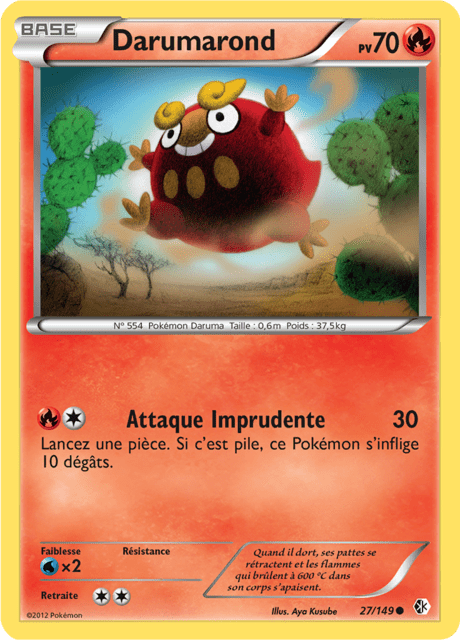 BASE
Darumarond
PV70
N° 554 Pokémon Daruma Taille : 0,6m Poids : 37,5kg
Attaque Imprudente 30
Lancez une pièce. Si c'est pile, ce Pokémon s'inflige
10 dégâts.
Faiblesse Résistance
×2
Retraite
Quand il dort, ses pattes se
rétractent et les flammes
qui brûlent à 600 °C dans
son corps s'apaisent.
©2012 Pokémon
Illus. Aya Kusube 27/149